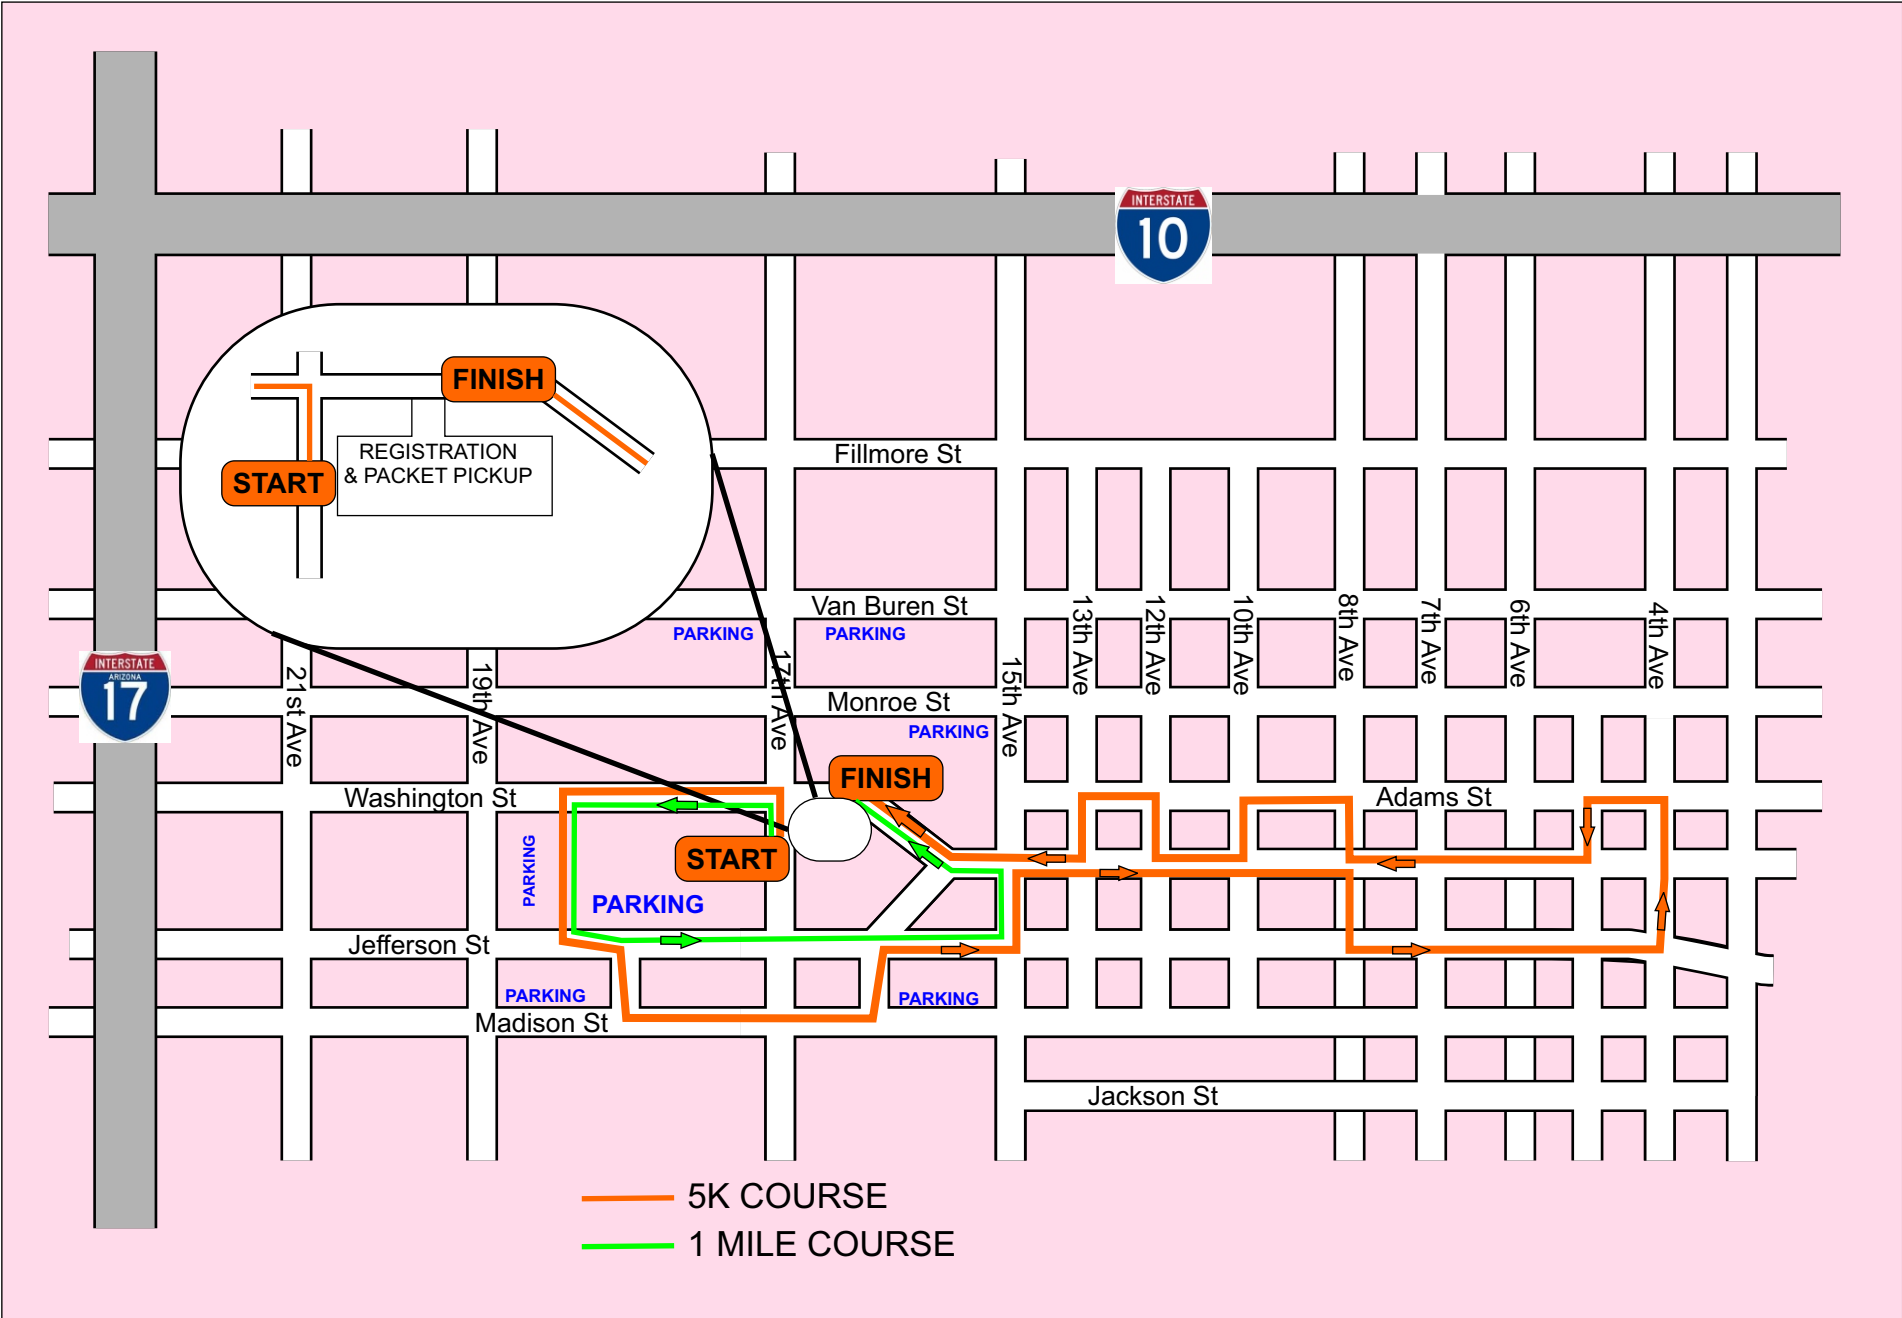 INTERSTATE
10
FINISH
REGISTRATION
& PACKET PICKUP
START
Fillmore St
Van Buren St
PARKING
PARKING
13th Ave
12th Ave
10th Ave
8th Ave
7th Ave
6th Ave
4th Ave
INTERSTATE
ARIZONA
17
21st Ave
19th Ave
17th Ave
15th Ave
Monroe St
PARKING
FINISH
Washington St
Adams St
START
PARKING
PARKING
Jefferson St
PARKING
PARKING
Madison St
Jackson St
5K COURSE
1 MILE COURSE